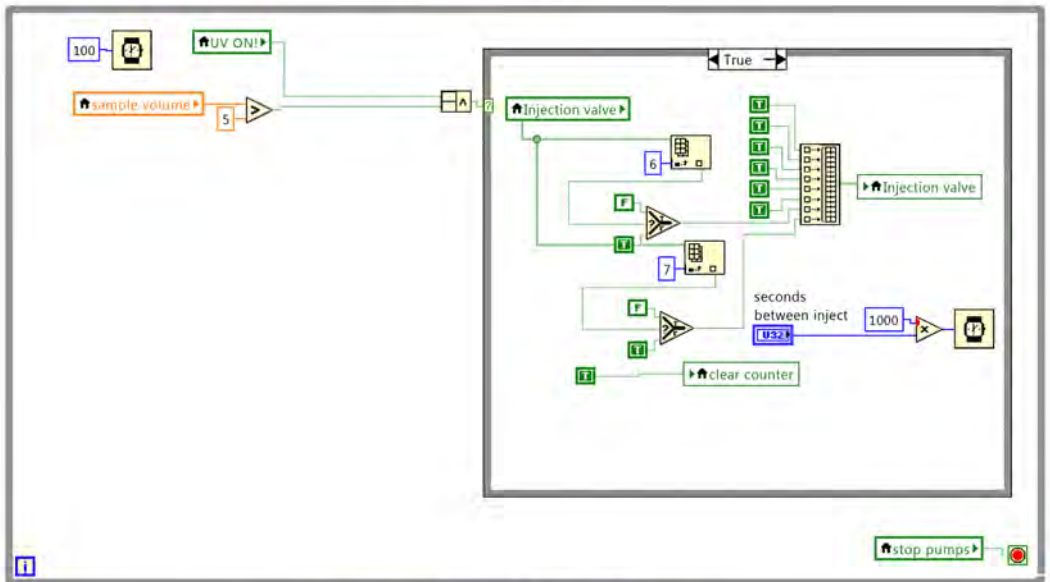 100
UV ON!
sample volume
5
True
Injection valve
6
F
T
7
F
T
T
T
T
T
T
T
T
Injection valve
seconds
between inject
U32
1000
clear counter
stop pumps
i